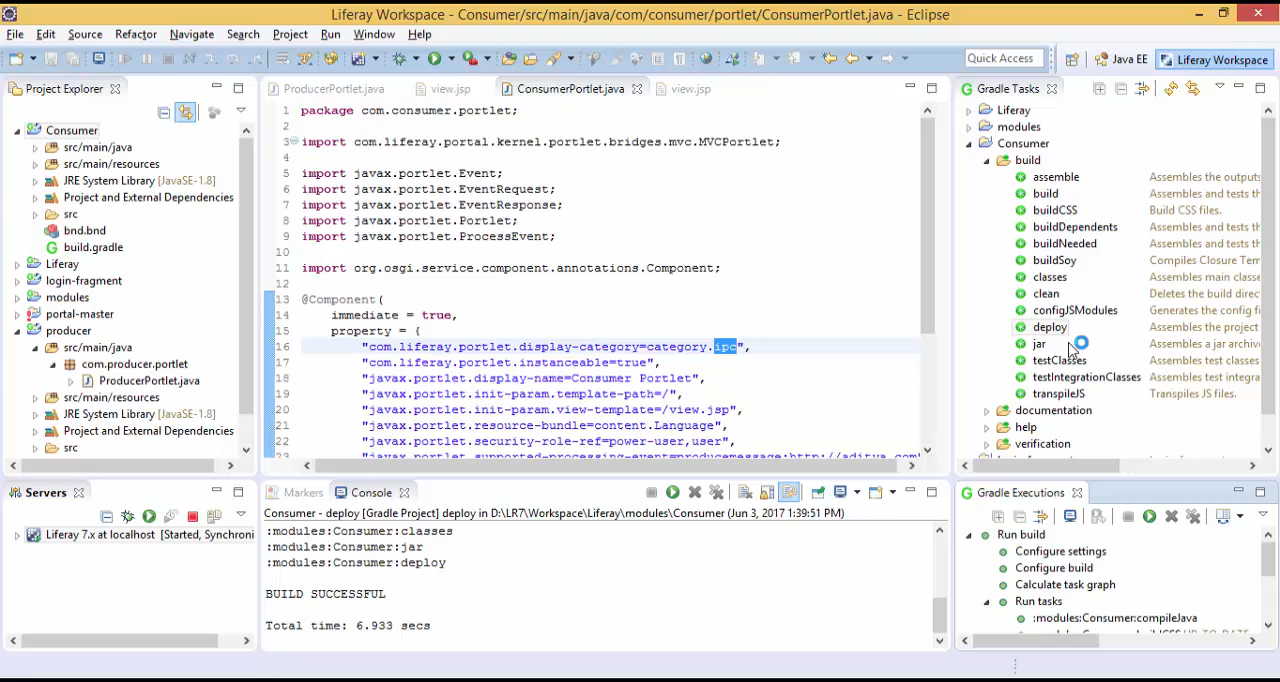 Liferay Workspace - Consumer/src/main/java/com/consumer/portlet/ConsumerPortlet.java - Eclipse
File Edit Source Refactor Navigate Search Project Run Window Help
Quick Access Java EE Liferay Workspace
Project Explorer
Consumer
src/main/java
src/main/resources
JRE System Library [JavaSE-1.8]
Project and External Dependencies
src
bnd.bnd
build.gradle
Liferay
login-fragment
modules
portal-master
producer
src/main/java
com.producer.portlet
ProducerPortlet.java
src/main/resources
JRE System Library [JavaSE-1.8]
Project and External Dependencies
src
ProducerPortlet.java view.jsp ConsumerPortlet.java view.jsp
1 package com.consumer.portlet;
2
3 import com.liferay.portal.kernel.portlet.bridges.mvc.MVCPortlet;
4
5 import javax.portlet.Event;
6 import javax.portlet.EventRequest;
7 import javax.portlet.EventResponse;
8 import javax.portlet.Portlet;
9 import javax.portlet.ProcessEvent;
10
11 import org.osgi.service.component.annotations.Component;
12
13 @Component(
14 immediate = true,
15 property = {
16 "com.liferay.portlet.display-category=category.ipc",
17 "com.liferay.portlet.instanceable=true",
18 "javax.portlet.display-name=Consumer Portlet",
19 "javax.portlet.init-param.template-path=/",
20 "javax.portlet.init-param.view-template=/view.jsp",
21 "javax.portlet.resource-bundle=content.Language",
22 "javax.portlet.security-role-ref=power-user,user",
23 "javax.portlet.supported-processing-event=producemessage;http://aditya.com"
Gradle Tasks
Liferay
modules
Consumer
build
assemble Assembles the outputs
build Assembles and tests th
buildCSS Build CSS files.
buildDependents Assembles and tests th
buildNeeded Assembles and tests th
buildSoy Compiles Closure Tem
classes Assembles main classe
clean Deletes the build direc
configJSModules Generates the config f
deploy Assembles the project
jar Assembles a jar archive
testClasses Assembles test classes
testIntegrationClasses Assembles test integra
transpileJS Transpiles JS files.
documentation
help
verification
Servers
Liferay 7.x at localhost [Started, Synchroni
Markers Console
Consumer - deploy [Gradle Project] deploy in D:\LR7\Workspace\Liferay\modules\Consumer (Jun 3, 2017 1:39:51 PM)
:modules:Consumer:classes
:modules:Consumer:jar
:modules:Consumer:deploy
BUILD SUCCESSFUL
Total time: 6.933 secs
Gradle Executions
Run build
Configure settings
Configure build
Calculate task graph
Run tasks
:modules:Consumer:compileJava